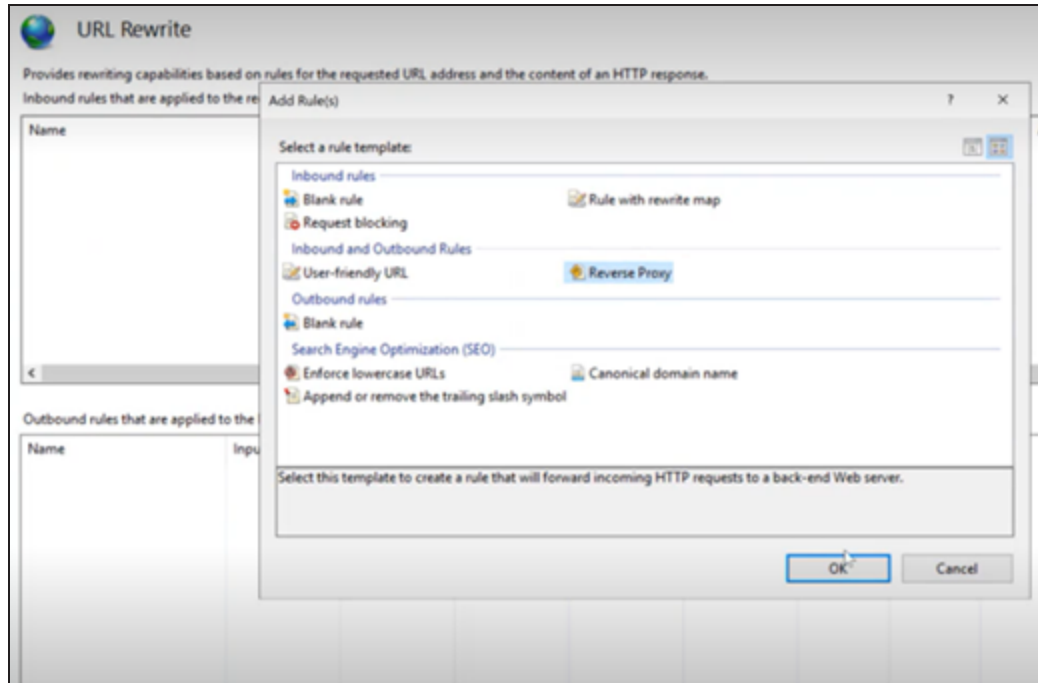 URL Rewrite
Provides rewriting capabilities based on rules for the requested URL address and the content of an HTTP response.
Inbound rules that are applied to the re
Add Rule(s)
?
Name
Select a rule template:
Inbound rules
Blank rule
Rule with rewrite map
Request blocking
Inbound and Outbound Rules
User-friendly URL
Reverse Proxy
Outbound rules
Blank rule
Search Engine Optimization (SEO)
Enforce lowercase URLs
Canonical domain name
Append or remove the trailing slash symbol
Outbound rules that are applied to the
Name
Inpu
Select this template to create a rule that will forward incoming HTTP requests to a back-end Web server.
OK
Cancel